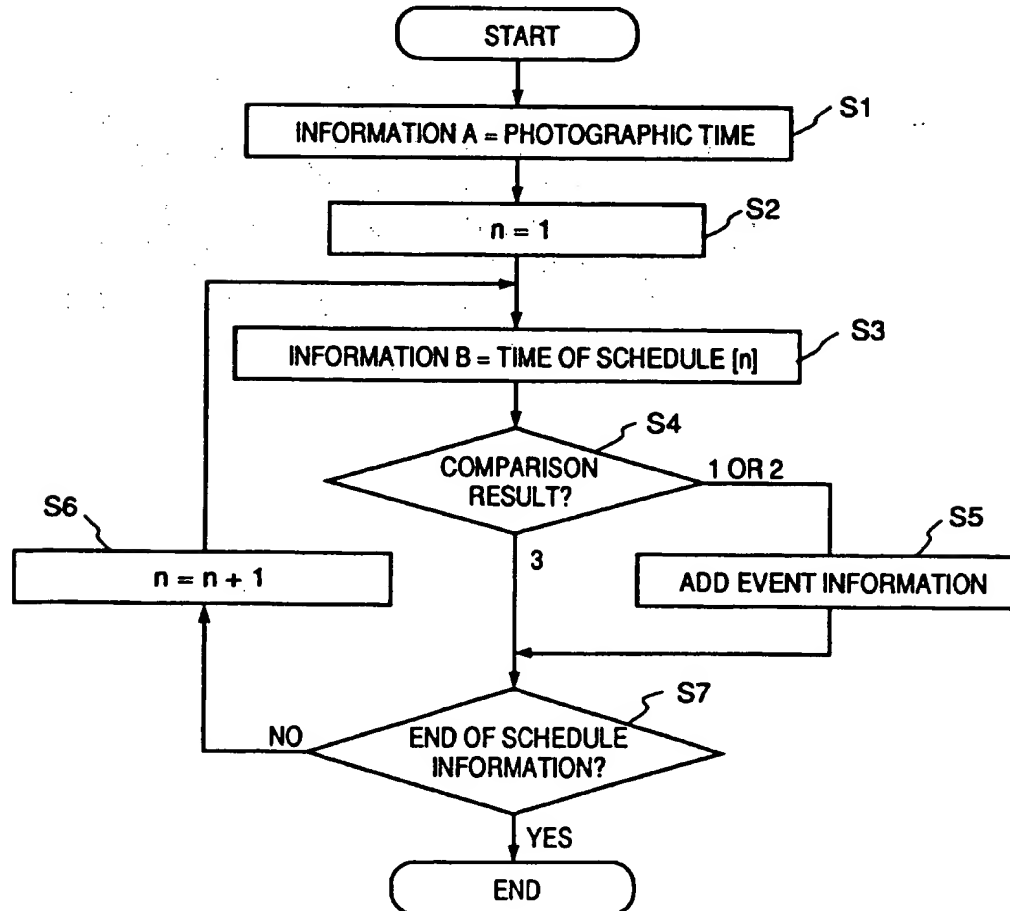 START
S1
INFORMATION A = PHOTOGRAPHIC TIME
S2
n = 1
S3
INFORMATION B = TIME OF SCHEDULE [n]
S4
COMPARISON
RESULT?
1 OR 2
S6
n = n + 1
3
S5
ADD EVENT INFORMATION
S7
NO
END OF SCHEDULE
INFORMATION?
YES
END